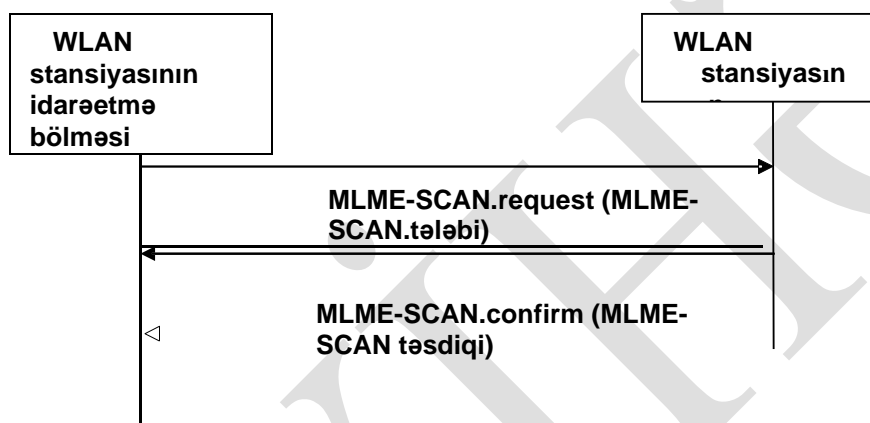 WLAN
stansiyasının
idarəetmə
bölməsi
WLAN
stansiyasın
MLME-SCAN.request (MLME-
SCAN.tələbi)
MLME-SCAN.confirm (MLME-
SCAN təsdiqi)